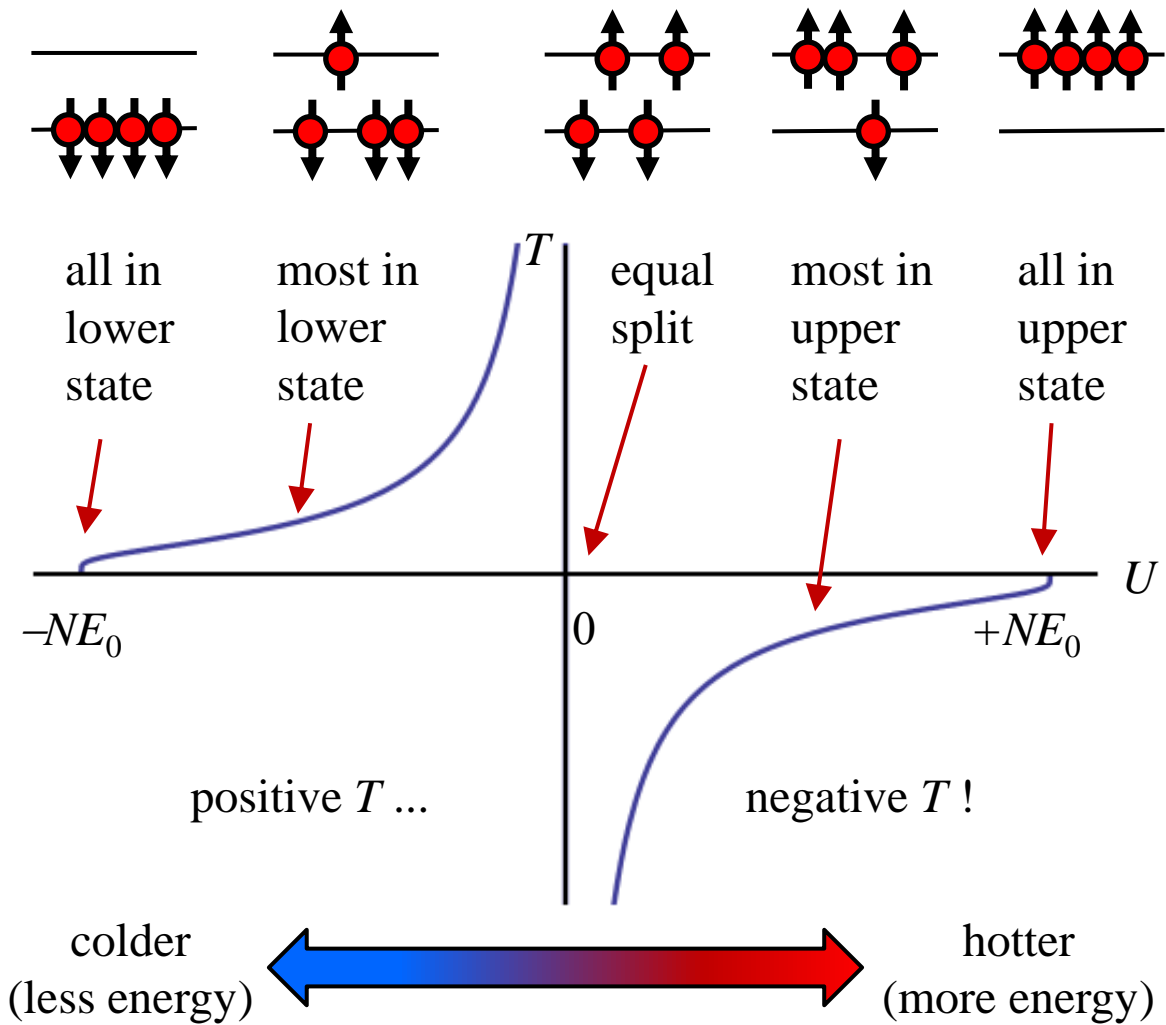 T
all in
lower
state
most in
lower
state
equal
split
most in
upper
state
all in
upper
state
U
–NE₀
0
+NE₀
positive T ...
negative T !
colder
(less energy)
hotter
(more energy)